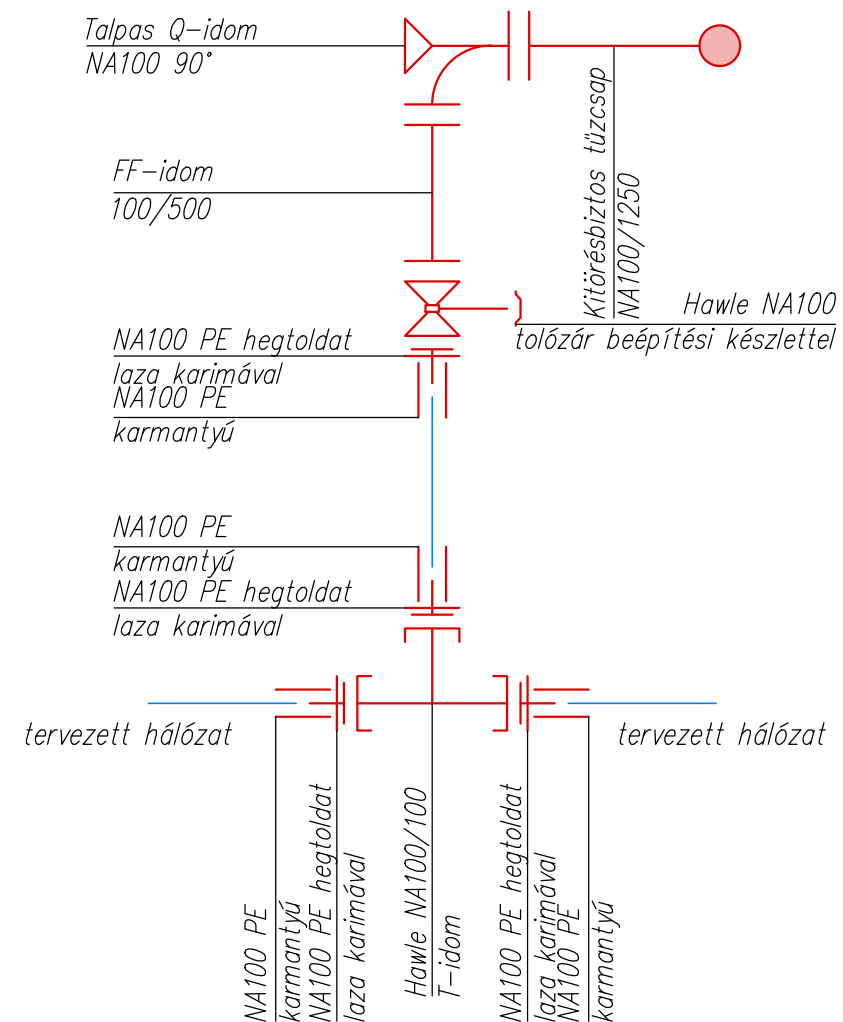 Talpas Q-idom
NA100 90°
FF-idom
100/500
Kitörésbiztos tűzcsap
NA100/1250
Hawle NA100
tolózár beépítési készlettel
NA100 PE hegtoldat
laza karimával
NA100 PE
karmantyú
NA100 PE
karmantyú
NA100 PE hegtoldat
laza karimával
tervezett hálózat
tervezett hálózat
NA100 PE
karmantyú
NA100 PE hegtoldat
laza karimával
Hawle NA100/100
T-idom
NA100 PE hegtoldat
laza karimával
NA100 PE
karmantyú